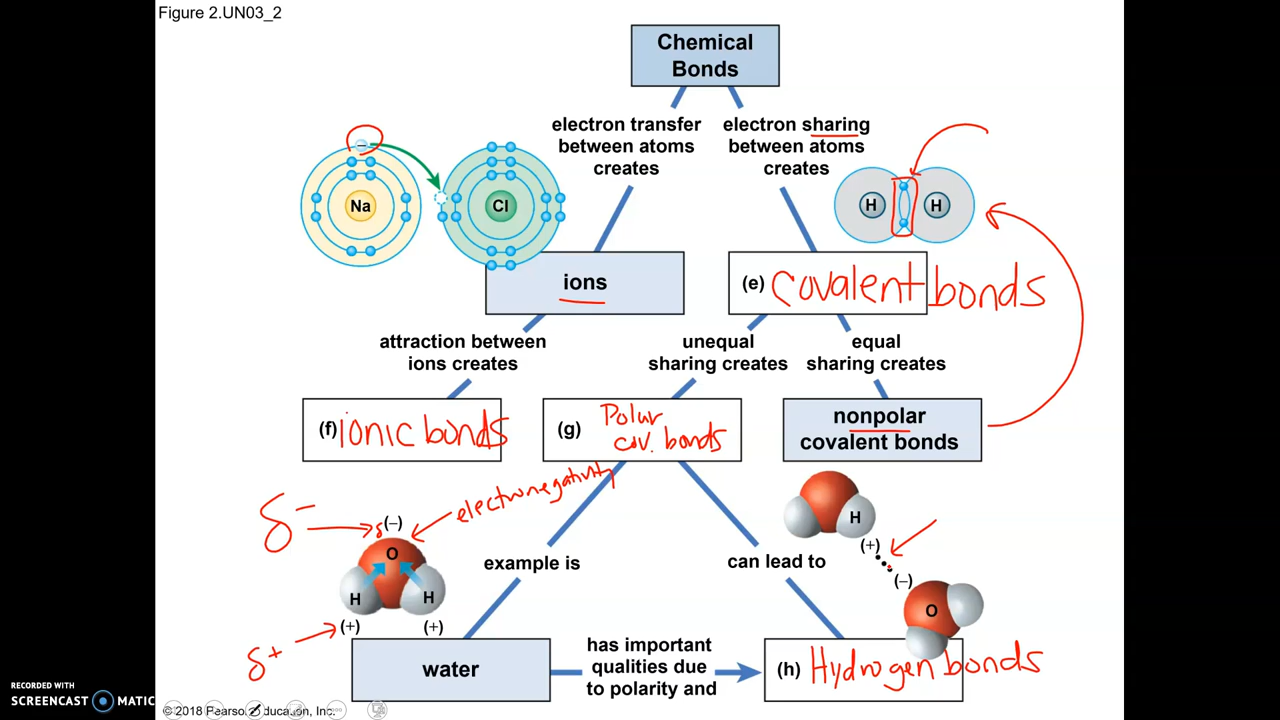 Figure 2.UN03_2
Chemical
Bonds
electron transfer
between atoms
creates
electron sharing
between atoms
creates
−
Na
Cl
H
H
ions
(e) covalent bonds
attraction between
ions creates
unequal
sharing creates
equal
sharing creates
(f) ionic bonds
(g) Polar
cov. bonds
nonpolar
covalent bonds
electronegativity
δ−
δ (−)
O
H
H
(+)
(+)
δ+
example is
can lead to
H
(+)
(−)
O
water
has important
qualities due
to polarity and
(h) Hydrogen bonds
RECORDED WITH
SCREENCAST MATIC
© 2018 Pearson Education, Inc.